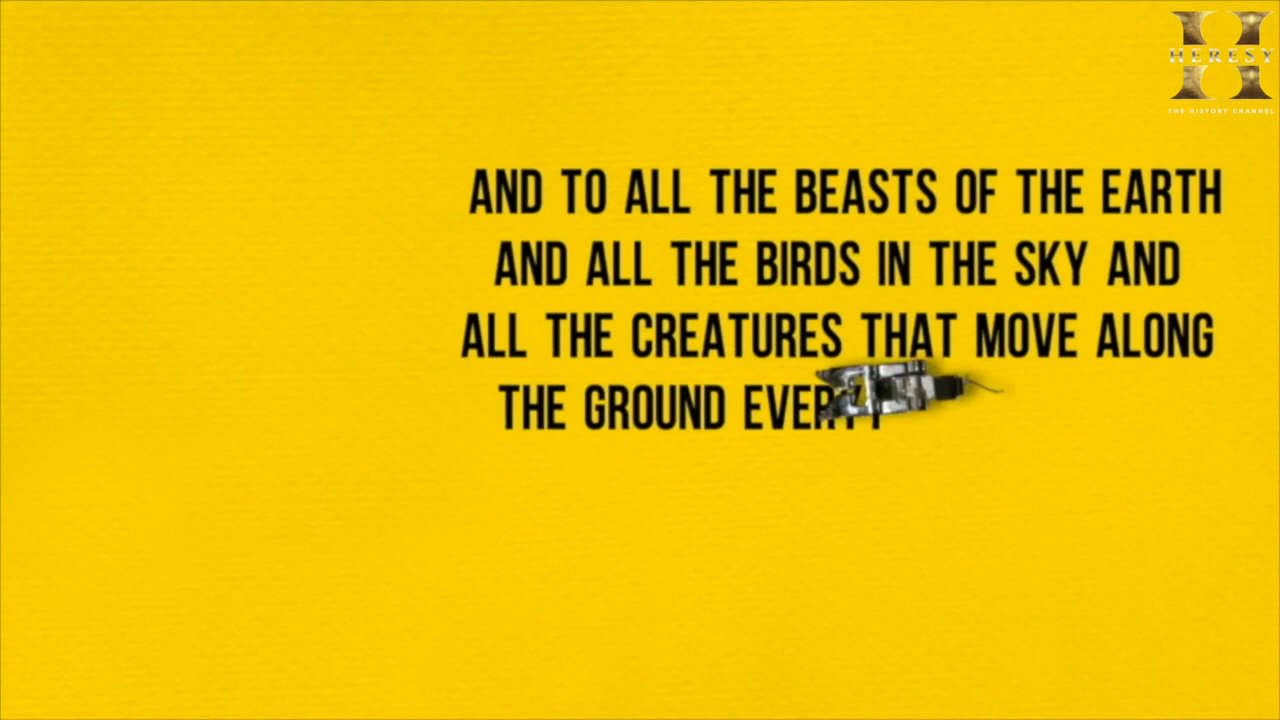 HERESY
THE HISTORY CHANNEL
AND TO ALL THE BEASTS OF THE EARTH
AND ALL THE BIRDS IN THE SKY AND
ALL THE CREATURES THAT MOVE ALONG
THE GROUND EVERYT